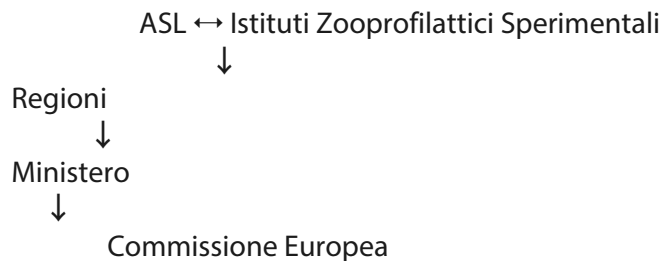 ASL ↔ Istituti Zooprofilattici Sperimentali
↓
Regioni
↓
Ministero
↓
Commissione Europea